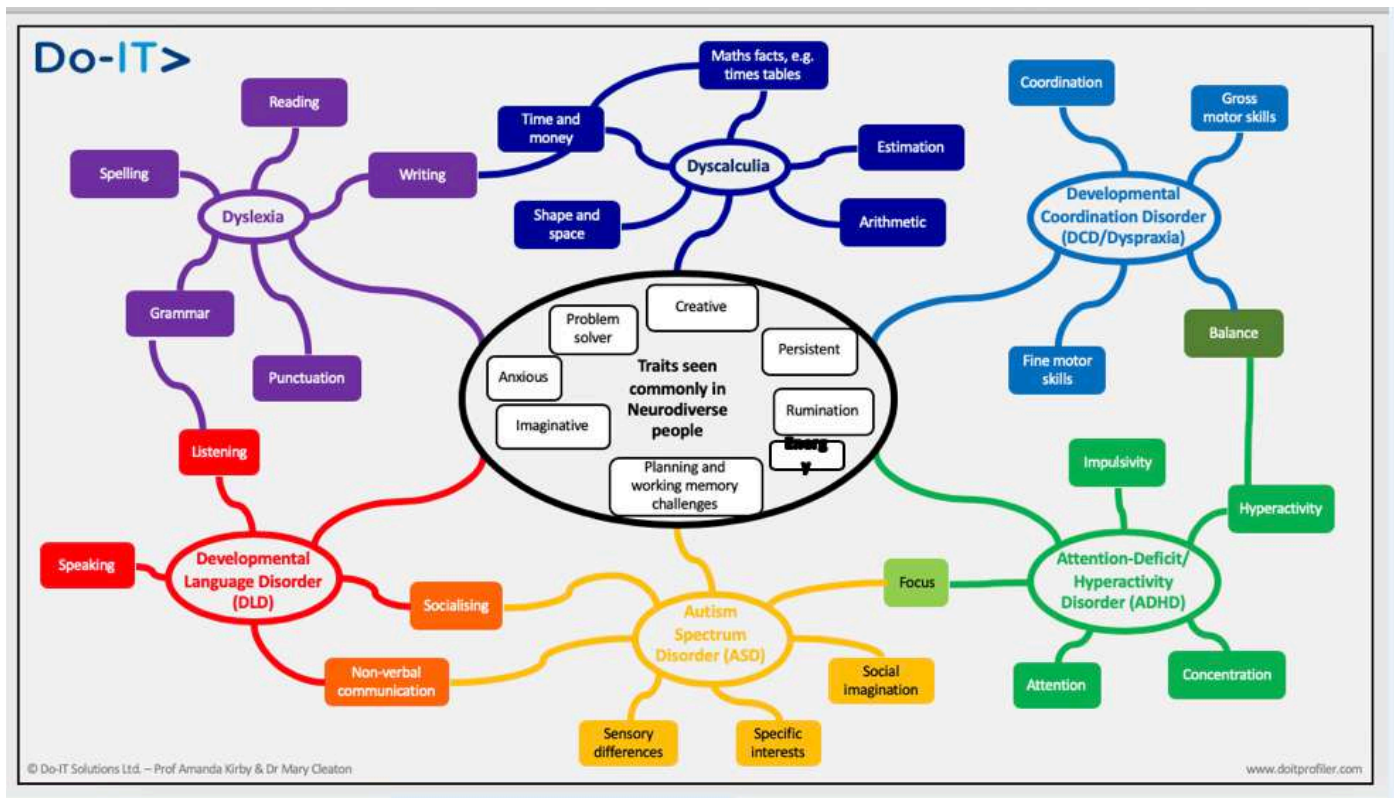 Do-IT>
Maths facts, e.g.
times tables
Coordination
Gross
motor skills
Reading
Time and
money
Estimation
Spelling
Writing
Dyscalculia
Dyslexia
Shape and
space
Arithmetic
Developmental
Coordination Disorder
(DCD/Dyspraxia)
Grammar
Punctuation
Balance
Fine motor
skills
Creative
Problem
solver
Persistent
Anxious
Traits seen
commonly in
Neurodiverse
people
Imaginative
Rumination
Energ
y
Planning and
working memory
challenges
Listening
Impulsivity
Hyperactivity
Speaking
Developmental
Language Disorder
(DLD)
Socialising
Non-verbal
communication
Autism
Spectrum
Disorder (ASD)
Focus
Attention-Deficit/
Hyperactivity
Disorder (ADHD)
Social
imagination
Attention
Concentration
Sensory
differences
Specific
interests
© Do-IT Solutions Ltd. – Prof Amanda Kirby & Dr Mary Cleaton
www.doitprofiler.com